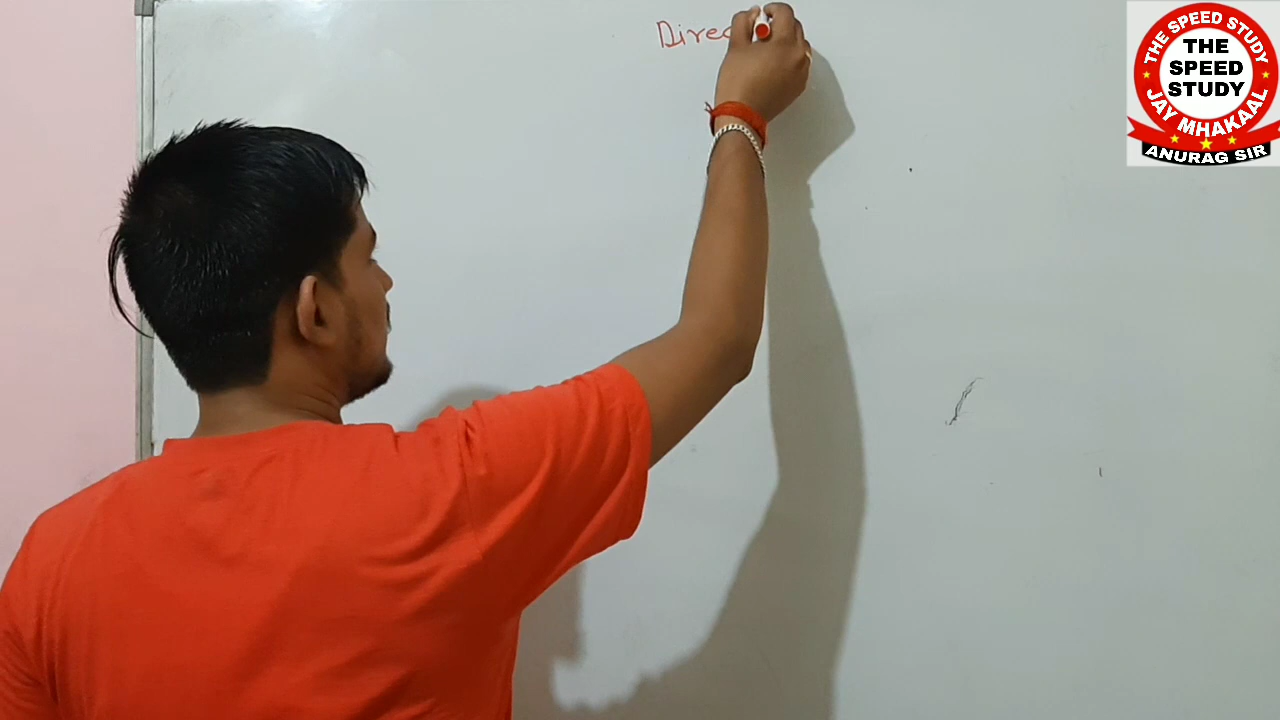 Direc
THE SPEED STUDY
THE
SPEED
STUDY
JAY MHAKAAL
ANURAG SIR